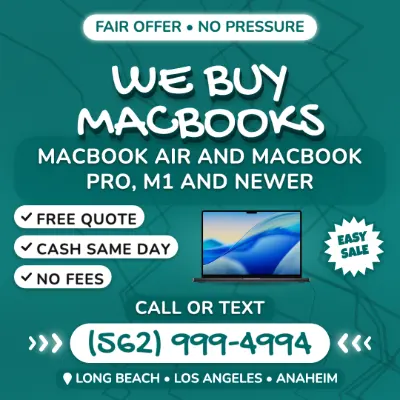 FAIR OFFER • NO PRESSURE
WE BUY
MACBOOKS
MACBOOK AIR AND MACBOOK
PRO, M1 AND NEWER
FREE QUOTE
CASH SAME DAY
NO FEES
EASY
SALE
CALL OR TEXT
(562) 999-4994
LONG BEACH • LOS ANGELES • ANAHEIM